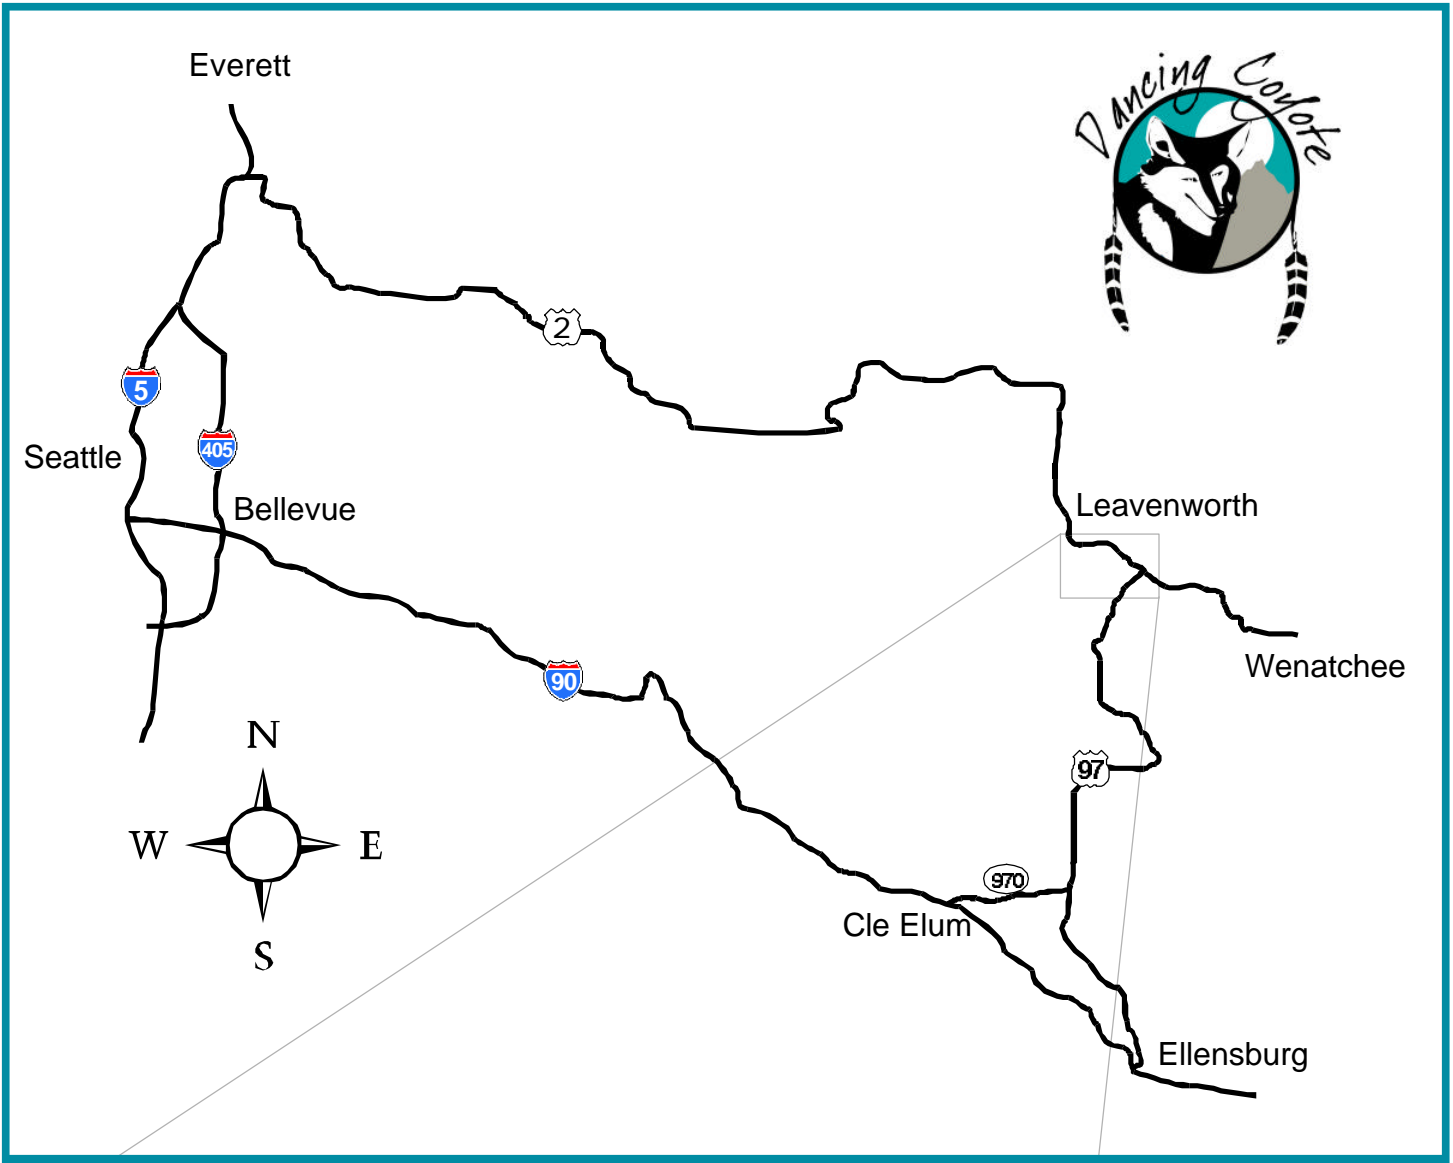 Everett
Dancing Coyote
2
5
405
Seattle
Bellevue
Leavenworth
Wenatchee
90
N
W
E
S
97
970
Cle Elum
Ellensburg